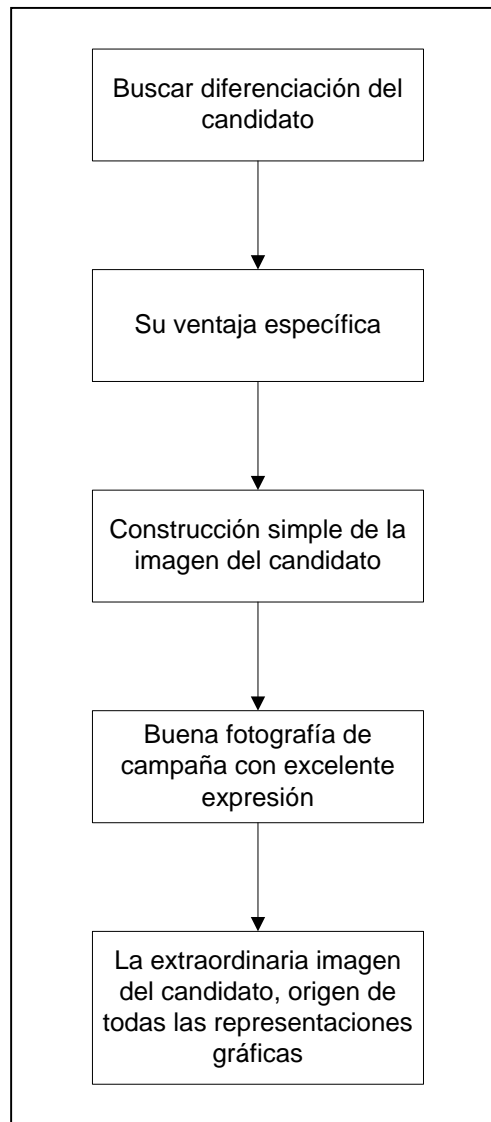 Buscar diferenciación del
candidato
Su ventaja específica
Construcción simple de la
imagen del candidato
Buena fotografía de
campaña con excelente
expresión
La extraordinaria imagen
del candidato, origen de
todas las representaciones
gráficas